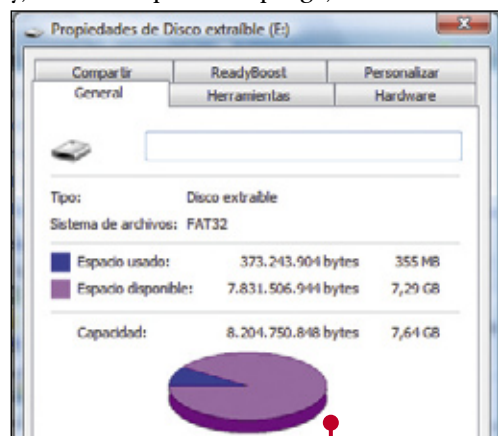 Propiedades de Disco extraíble (E:)
Compartir ReadyBoost Personalizar
General Herramientas Hardware
Tipo: Disco extraíble
Sistema de archivos: FAT32
Espacio usado: 373.243.904 bytes 355 MB
Espacio disponible: 7.831.506.944 bytes 7,29 GB
Capacidad: 8.204.750.848 bytes 7,64 GB